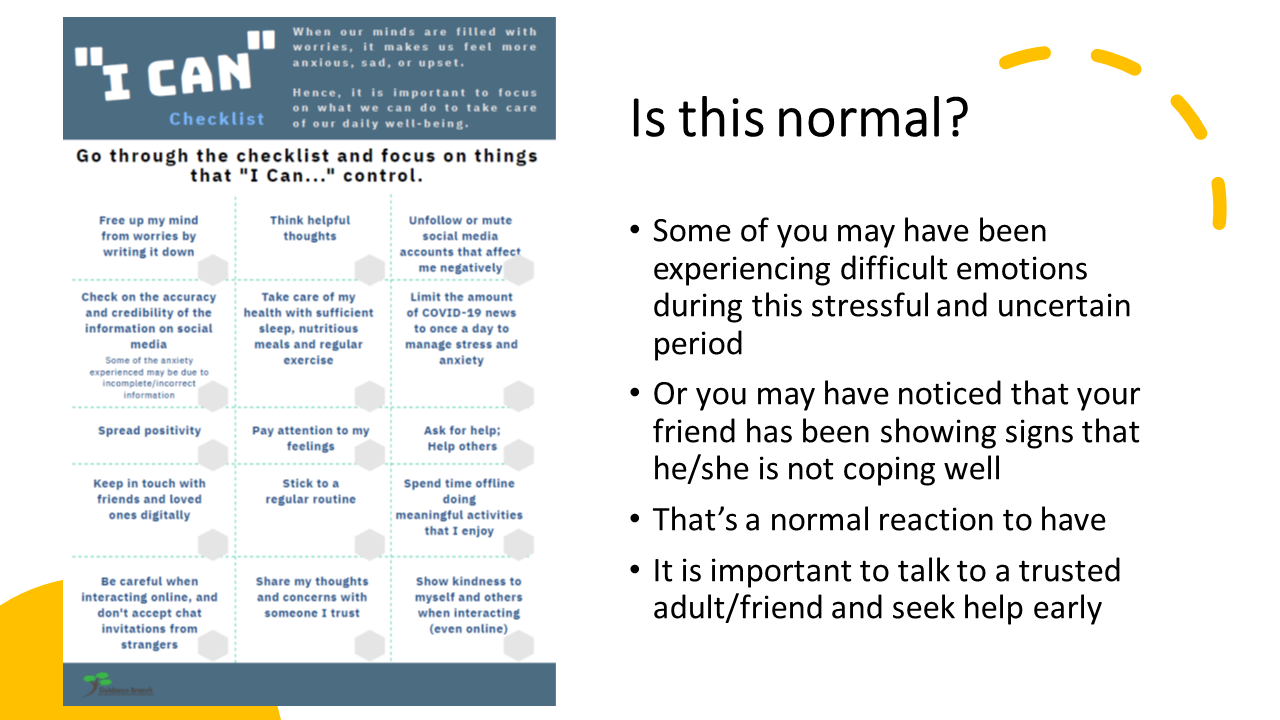 "I CAN"
Checklist
When our minds are filled with
worries, it makes us feel more
anxious, sad, or upset.
Hence, it is important to focus
on what we can do to take care
of our daily well-being.
Go through the checklist and focus on things
that "I Can..." control.
Free up my mind
from worries by
writing it down
Think helpful
thoughts
Unfollow or mute
social media
accounts that affect
me negatively
Check on the accuracy
and credibility of the
information on social
media
Some of the anxiety
experienced may be due to
incomplete/incorrect
information
Take care of my
health with sufficient
sleep, nutritious
meals and regular
exercise
Limit the amount
of COVID-19 news
to once a day to
manage stress and
anxiety
Spread positivity
Pay attention to my
feelings
Ask for help;
Help others
Keep in touch with
friends and loved
ones digitally
Stick to a
regular routine
Spend time offline
doing
meaningful activities
that I enjoy
Be careful when
interacting online, and
don't accept chat
invitations from
strangers
Share my thoughts
and concerns with
someone I trust
Show kindness to
myself and others
when interacting
(even online)
Guidance Branch
Is this normal?
• Some of you may have been
experiencing difficult emotions
during this stressful and uncertain
period
• Or you may have noticed that your
friend has been showing signs that
he/she is not coping well
• That's a normal reaction to have
• It is important to talk to a trusted
adult/friend and seek help early